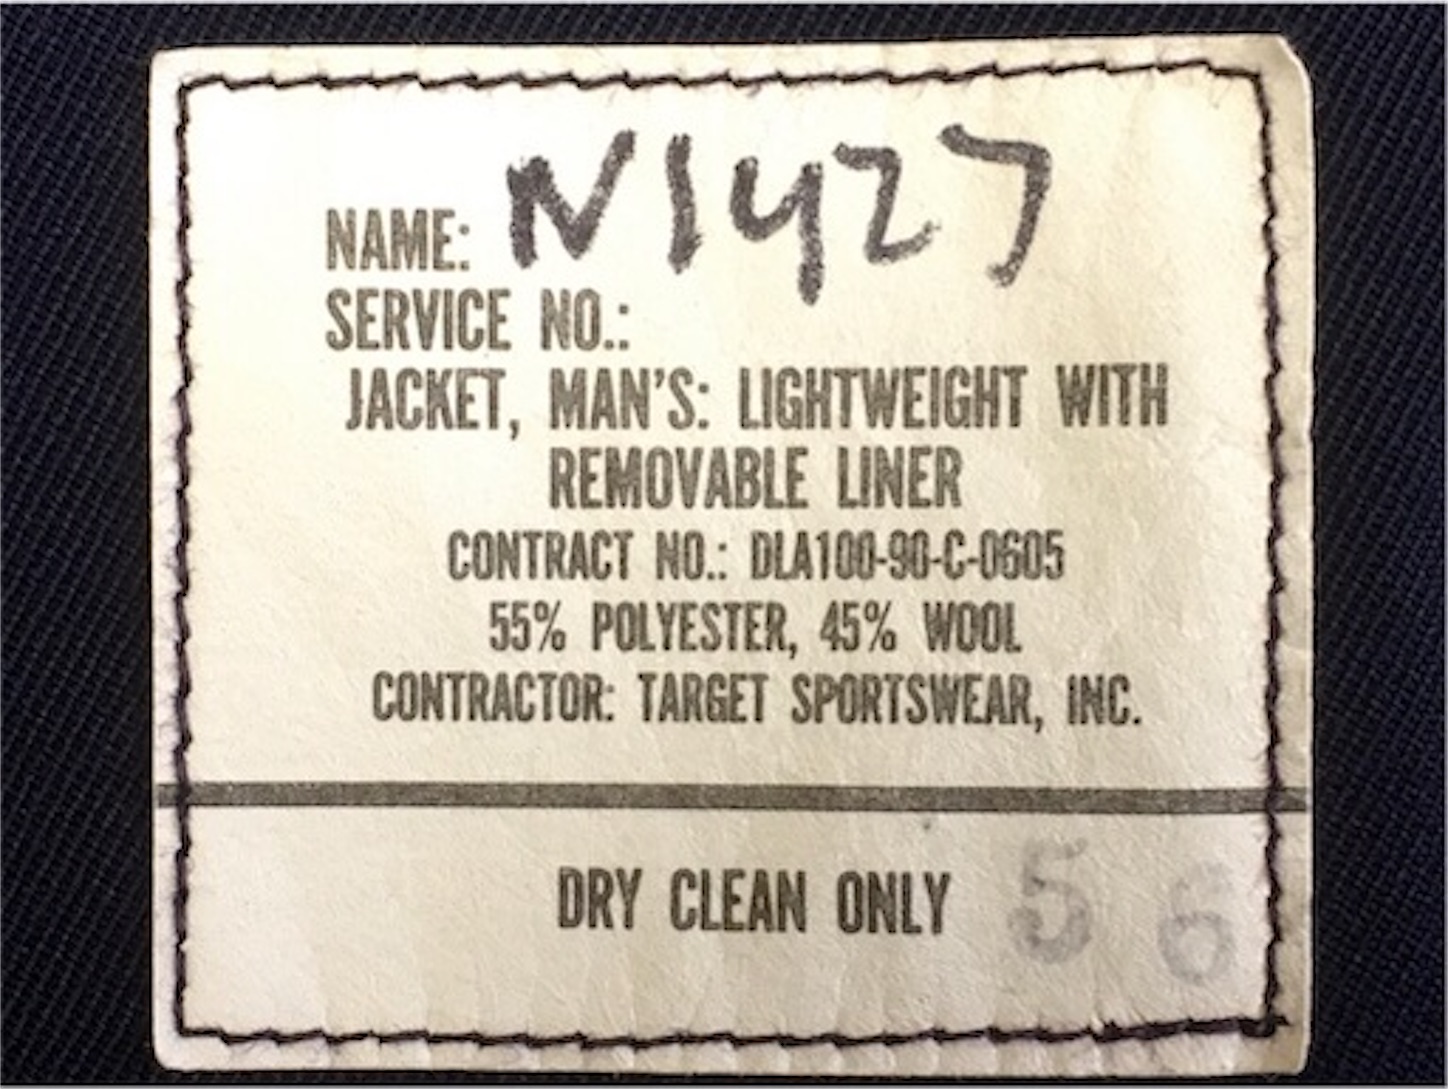 NAME: N1427
SERVICE NO.:
JACKET, MAN'S: LIGHTWEIGHT WITH
REMOVABLE LINER
CONTRACT NO.: DLA100-90-C-0605
55% POLYESTER, 45% WOOL
CONTRACTOR: TARGET SPORTSWEAR, INC.
DRY CLEAN ONLY 56